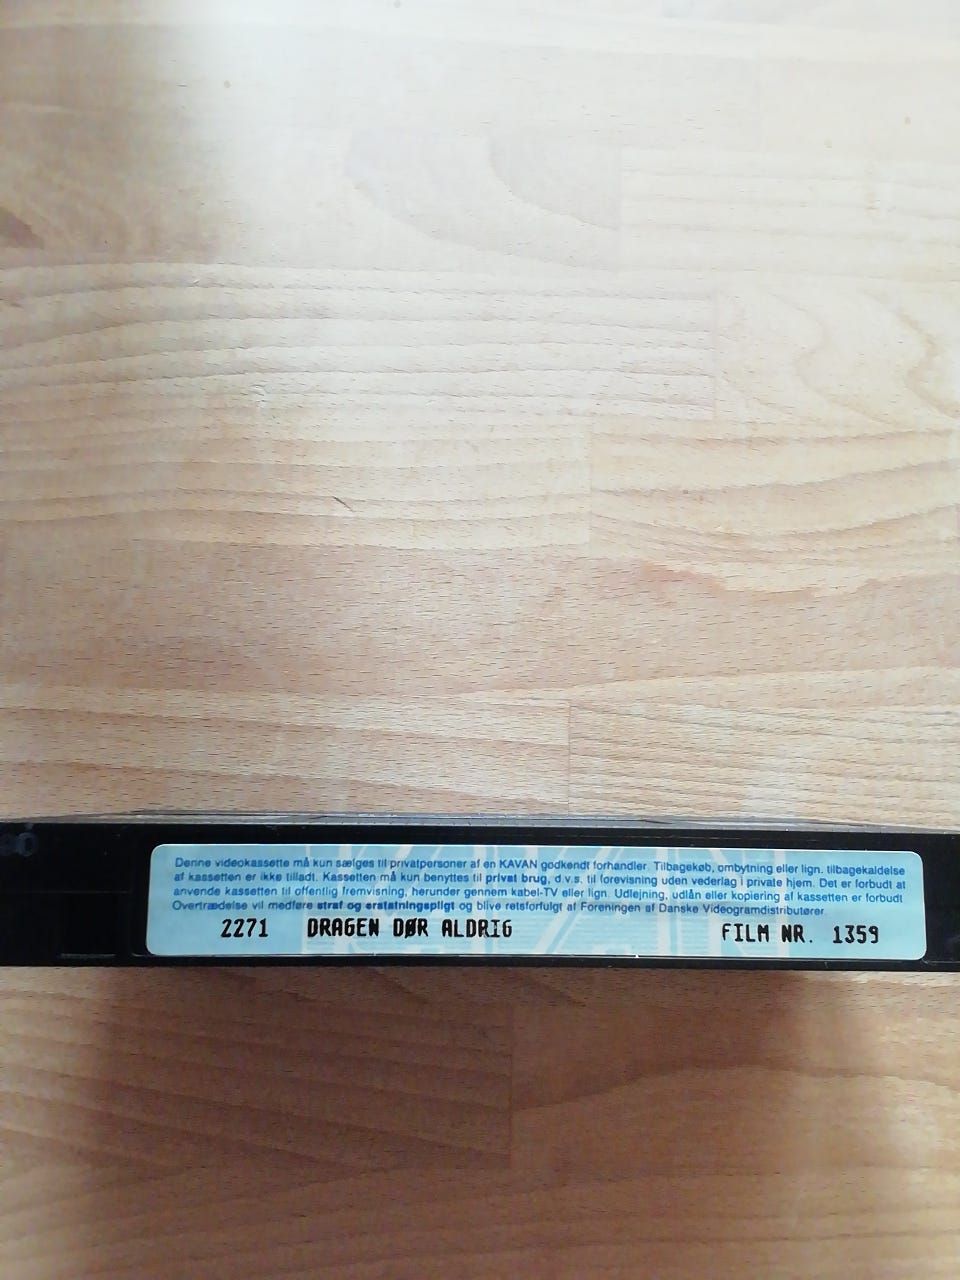 Denne videokassette må kun sælges til privatpersoner af en KAVAN godkendt forhandler. Tilbagekøb, ombytning eller lign. tilbagekaldelse
af kassetten er ikke tilladt. Kassetten må kun benyttes til privat brug, d.v.s. til forevisning uden vederlag i private hjem. Det er forbudt at
anvende kassetten til offentlig fremvisning, herunder gennem kabel-TV eller lign. Udlejning, udlån eller kopiering af kassetten er forbudt
Overtrædelse vil medføre straf og erstatningspligt og blive retsforfulgt af Foreningen af Danske Videogramdistributører.
2271 DRAGEN DØR ALDRIG FILM NR. 1359